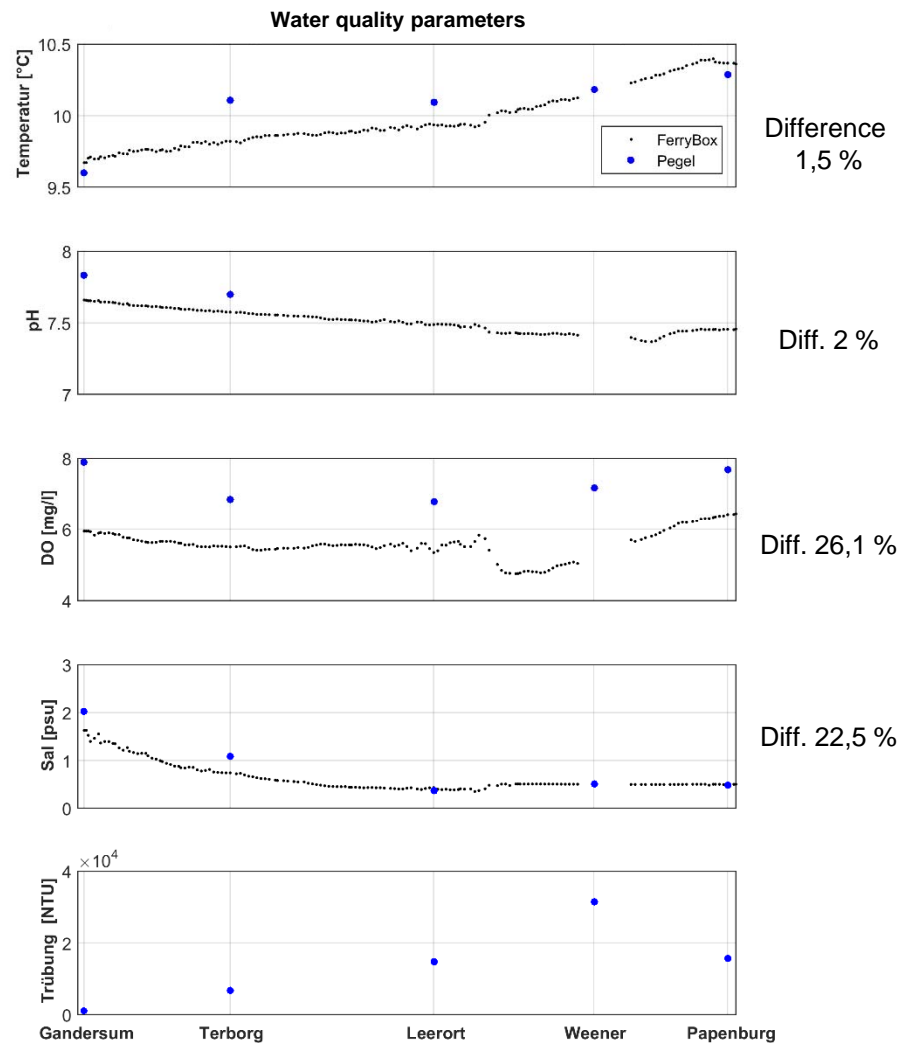 Water quality parameters
Temperatur [°C]
10.5
10
9.5
FerryBox
Pegel
Difference
1,5 %
pH
8
7.5
7
Diff. 2 %
DO [mg/l]
8
6
4
Diff. 26,1 %
Sal [psu]
3
2
1
0
Diff. 22,5 %
Trübung [NTU]
×10⁴
4
2
0
Gandersum Terborg Leerort Weener Papenburg